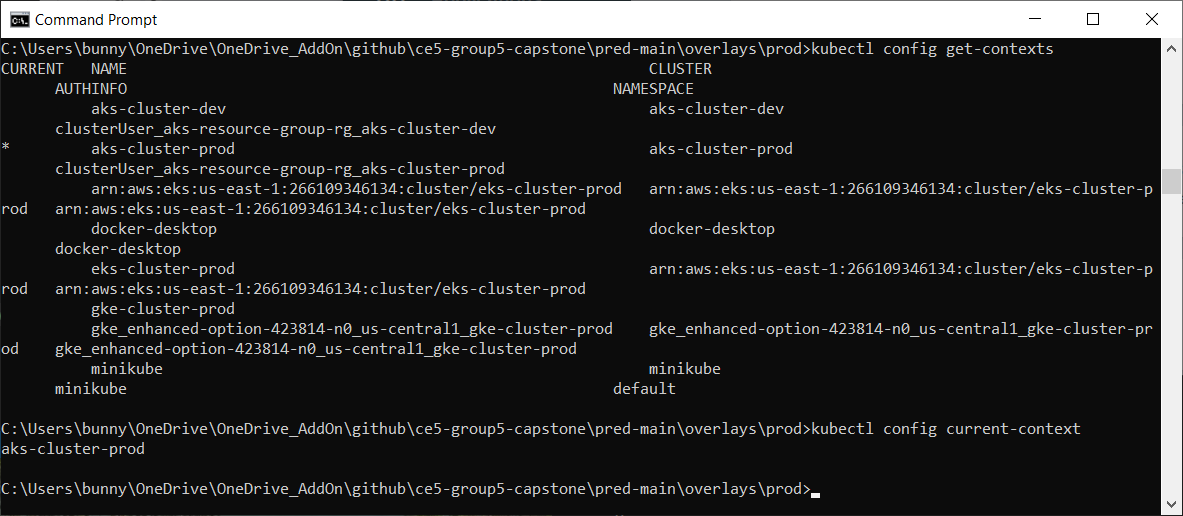 Command Prompt
C:\Users\bunny\OneDrive\OneDrive_AddOn\github\ce5-group5-capstone\pred-main\overlays\prod>kubectl config get-contexts
CURRENT   NAME                                                          CLUSTER
      AUTHINFO                                                      NAMESPACE
          aks-cluster-dev                                               aks-cluster-dev
      clusterUser_aks-resource-group-rg_aks-cluster-dev
*         aks-cluster-prod                                              aks-cluster-prod
      clusterUser_aks-resource-group-rg_aks-cluster-prod
          arn:aws:eks:us-east-1:266109346134:cluster/eks-cluster-prod   arn:aws:eks:us-east-1:266109346134:cluster/eks-cluster-p
rod   arn:aws:eks:us-east-1:266109346134:cluster/eks-cluster-prod
          docker-desktop                                                docker-desktop
      docker-desktop
          eks-cluster-prod                                              arn:aws:eks:us-east-1:266109346134:cluster/eks-cluster-p
rod   arn:aws:eks:us-east-1:266109346134:cluster/eks-cluster-prod
          gke-cluster-prod
          gke_enhanced-option-423814-n0_us-central1_gke-cluster-prod    gke_enhanced-option-423814-n0_us-central1_gke-cluster-pr
od    gke_enhanced-option-423814-n0_us-central1_gke-cluster-prod
          minikube                                                      minikube
      minikube                                                      default
C:\Users\bunny\OneDrive\OneDrive_AddOn\github\ce5-group5-capstone\pred-main\overlays\prod>kubectl config current-context
aks-cluster-prod
C:\Users\bunny\OneDrive\OneDrive_AddOn\github\ce5-group5-capstone\pred-main\overlays\prod>